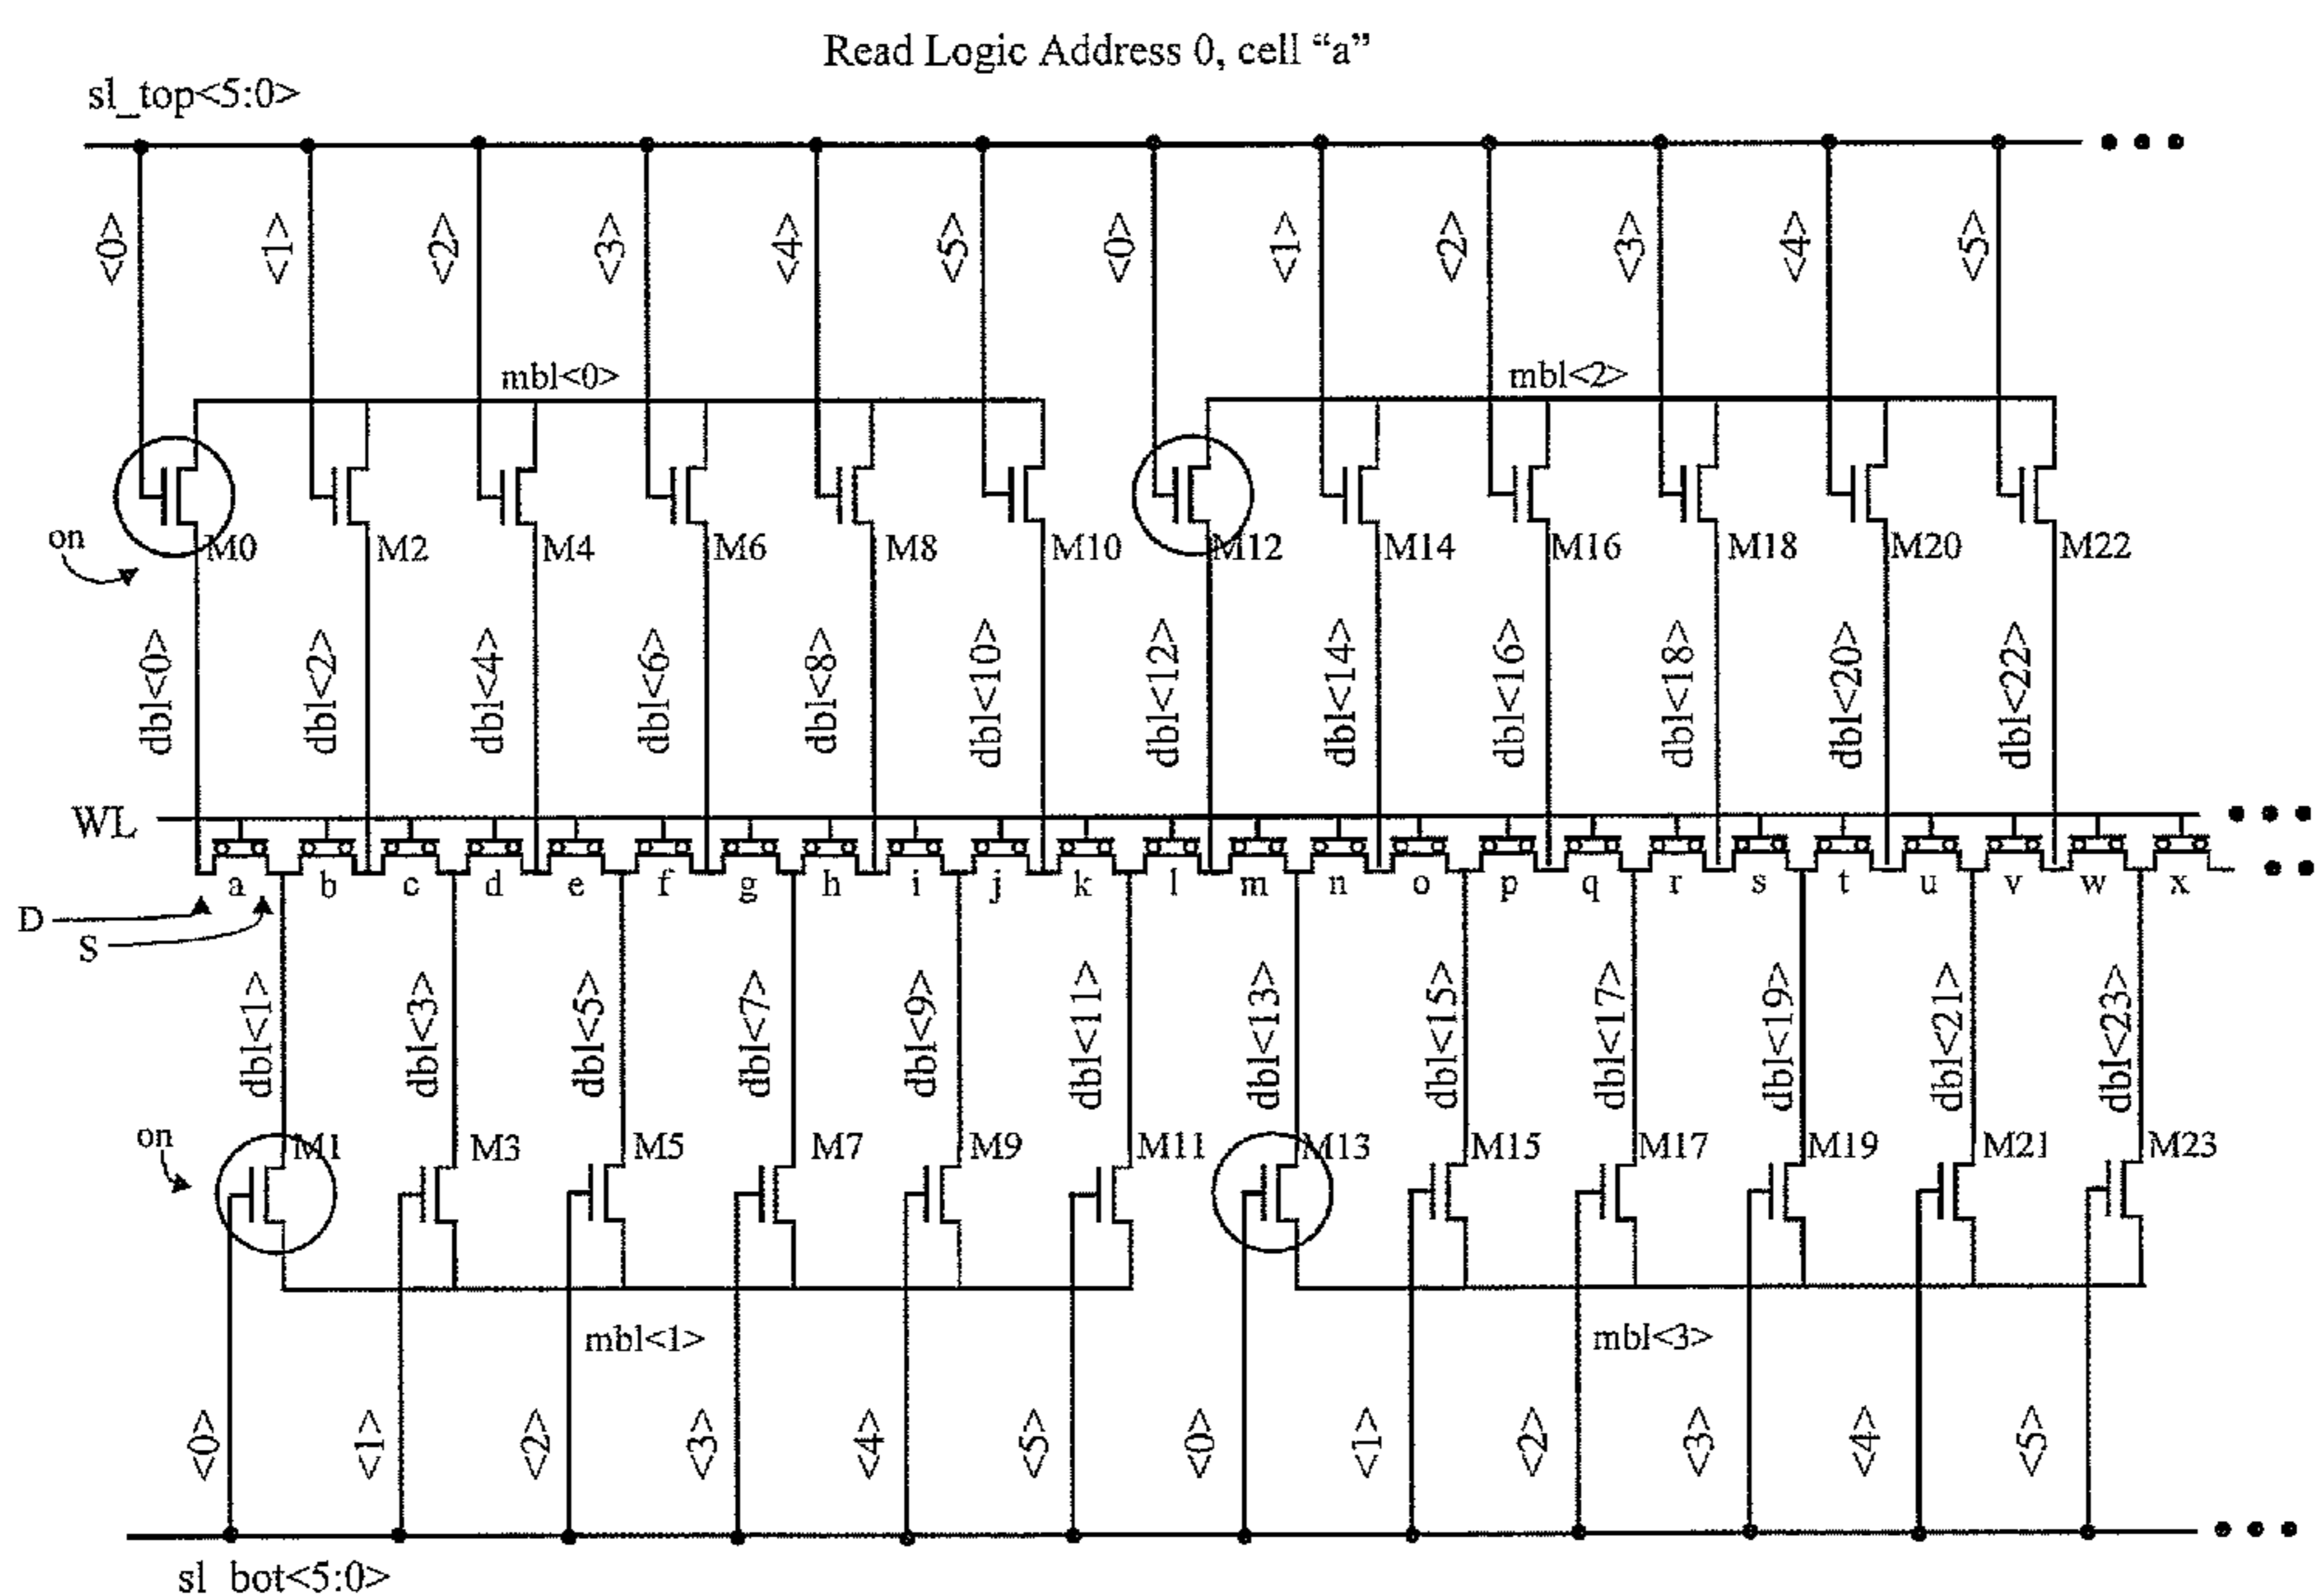 Read Logic Address 0, cell “a”
sl_top<5:0>
<0> <1> <2> <3> <4> <5> <0> <1> <2> <3> <4> <5>
mbl<0> mbl<2>
on M0 M2 M4 M6 M8 M10 M12 M14 M16 M18 M20 M22
dbl<0> dbl<2> dbl<4> dbl<6> dbl<8> dbl<10> dbl<12> dbl<14> dbl<16> dbl<18> dbl<20> dbl<22>
WL
a b c d e f g h i j k l m n o p q r s t u v w x
D
S
dbl<1> dbl<3> dbl<5> dbl<7> dbl<9> dbl<11> dbl<13> dbl<15> dbl<17> dbl<19> dbl<21> dbl<23>
on M1 M3 M5 M7 M9 M11 M13 M15 M17 M19 M21 M23
mbl<1> mbl<3>
<0> <1> <2> <3> <4> <5> <0> <1> <2> <3> <4> <5>
sl_bot<5:0>